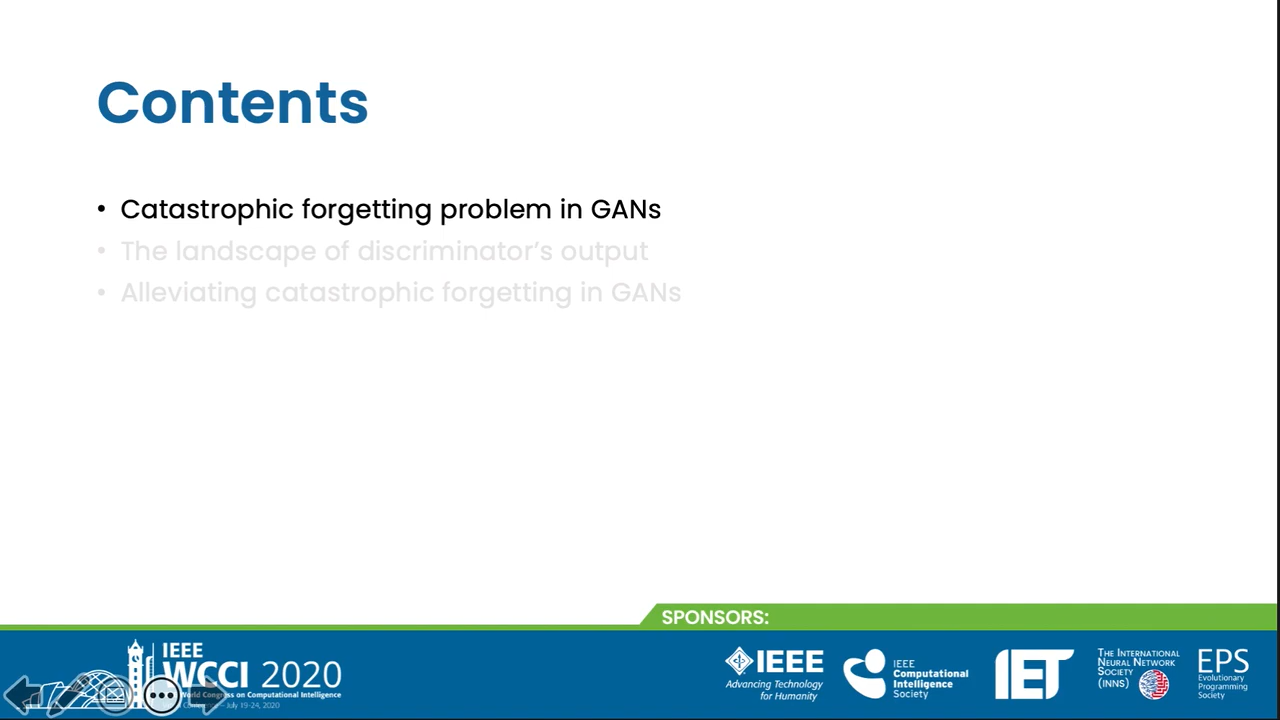 Contents
• Catastrophic forgetting problem in GANs
• The landscape of discriminator's output
• Alleviating catastrophic forgetting in GANs
SPONSORS:
IEEE
WCCI 2020
World Congress on Computational Intelligence
July 19-24, 2020
IEEE
Advancing Technology
for Humanity
IEEE
Computational
Intelligence
Society
IET
The International
Neural Network
Society
(INNS)
EPS
Evolutionary
Programming
Society